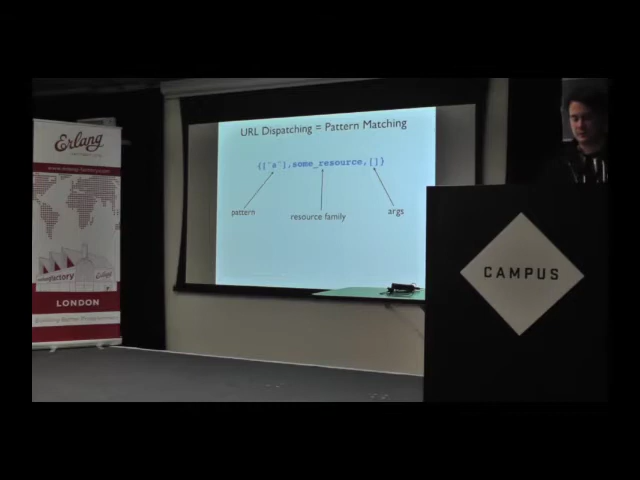 URL Dispatching = Pattern Matching
{["a"],some_resource,[]}
pattern
resource family
args
Erlang
LONDON
CAMPUS